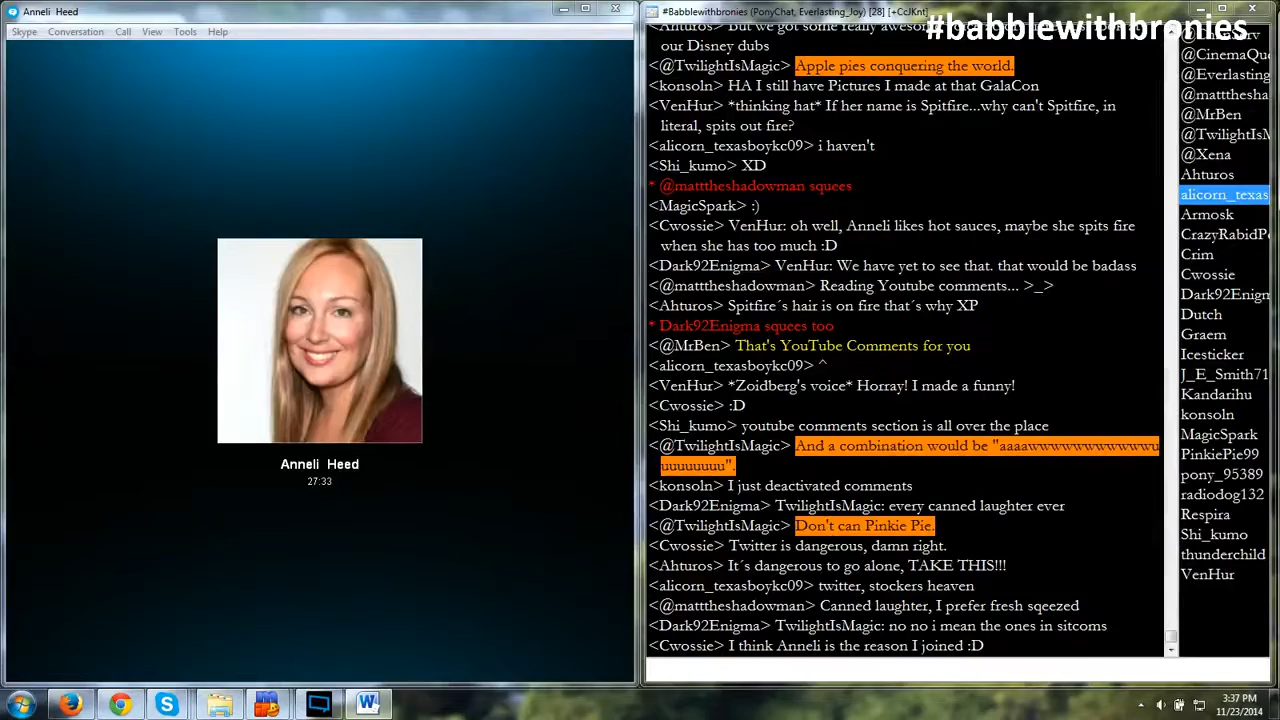 Anneli Heed
Skype Conversation Call View Tools Help
Anneli Heed
27:33
#Babblewithbronies (PonyChat, Everlasting_Joy) [28] [+CcJKnt]
#babblewithbronies
our Disney dubs
<@TwilightIsMagic> Apple pies conquering the world.
<konsoln> HA I still have Pictures I made at that GalaCon
<VenHur> *thinking hat* If her name is Spitfire...why can't Spitfire, in
literal, spits out fire?
<alicorn_texasboykc09> i haven't
<Shi_kumo> XD
* @matttheshadowman squees
<MagicSpark> :)
<Cwossie> VenHur: oh well, Anneli likes hot sauces, maybe she spits fire
when she has too much :D
<Dark92Enigma> VenHur: We have yet to see that. that would be badass
<@matttheshadowman> Reading Youtube comments... >_>
<Ahturos> Spitfire´s hair is on fire that´s why XP
* Dark92Enigma squees too
<@MrBen> That's YouTube Comments for you
<alicorn_texasboykc09> ^
<VenHur> *Zoidberg's voice* Horray! I made a funny!
<Cwossie> :D
<Shi_kumo> youtube comments section is all over the place
<@TwilightIsMagic> And a combination would be "aaaawwwwwwwwwwwu
uuuuuuuu".
<konsoln> I just deactivated comments
<Dark92Enigma> TwilightIsMagic: every canned laughter ever
<@TwilightIsMagic> Don't can Pinkie Pie.
<Cwossie> Twitter is dangerous, damn right.
<Ahturos> It´s dangerous to go alone, TAKE THIS!!!
<alicorn_texasboykc09> twitter, stockers heaven
<@matttheshadowman> Canned laughter, I prefer fresh sqeezed
<Dark92Enigma> TwilightIsMagic: no no i mean the ones in sitcoms
<Cwossie> I think Anneli is the reason I joined :D
@CinemaQue
@Everlasting
@matttheshad
@MrBen
@TwilightIsM
@Xena
Ahturos
alicorn_texas
Armosk
CrazyRabidPo
Crim
Cwossie
Dark92Enigm
Dutch
Graem
Icesticker
J_E_Smith71
Kandarihu
konsoln
MagicSpark
PinkiePie99
pony_95389
radiodog132
Respira
Shi_kumo
thunderchild
VenHur
3:37 PM
11/23/2014